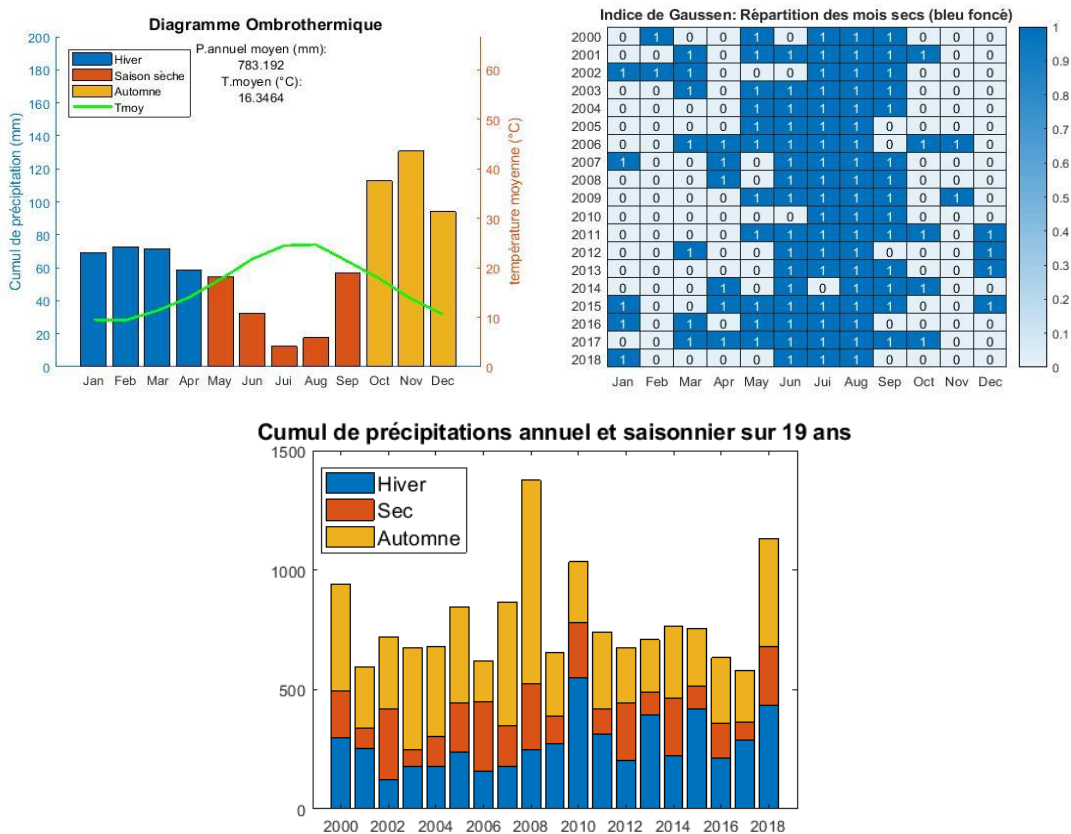 Diagramme Ombrothermique
Hiver
Saison sèche
Automne
Tmoy
P.annuel moyen (mm):
783.192
T.moyen (°C):
16.3464
Cumul de précipitation (mm)
200
180
160
140
120
100
80
60
40
20
0
température moyenne (°C)
60
50
40
30
20
10
0
Jan Feb Mar Apr May Jun Jui Aug Sep Oct Nov Dec
Indice de Gaussen: Répartition des mois secs (bleu foncé)
2000 0 1 0 0 1 0 1 1 1 0 0 0
2001 0 0 1 0 1 1 1 1 1 1 0 0
2002 1 1 1 0 0 0 1 1 1 0 0 0
2003 0 0 1 0 1 1 1 1 1 0 0 0
2004 0 0 0 0 1 1 1 1 1 0 0 0
2005 0 0 0 0 1 1 1 1 0 0 0 0
2006 0 0 1 1 1 1 1 1 0 1 1 0
2007 1 0 0 1 0 1 1 1 1 0 0 0
2008 0 0 0 1 0 1 1 1 1 0 0 0
2009 0 0 0 0 1 1 1 1 1 0 1 0
2010 0 0 0 0 0 0 1 1 1 0 0 0
2011 0 0 0 0 1 1 1 1 1 1 0 1
2012 0 0 1 0 0 1 1 1 0 0 0 1
2013 0 0 0 0 0 1 1 1 1 0 0 1
2014 0 0 0 1 0 1 0 1 1 1 0 0
2015 1 0 0 1 1 1 1 1 1 0 0 1
2016 1 0 1 0 1 1 1 1 0 0 0 0
2017 0 0 1 1 1 1 1 1 1 1 0 0
2018 1 0 0 0 0 1 1 1 0 0 0 0
Jan Feb Mar Apr May Jun Jui Aug Sep Oct Nov Dec
1
0.9
0.8
0.7
0.6
0.5
0.4
0.3
0.2
0.1
0
Cumul de précipitations annuel et saisonnier sur 19 ans
Hiver
Sec
Automne
1500
1000
500
0
2000 2002 2004 2006 2008 2010 2012 2014 2016 2018